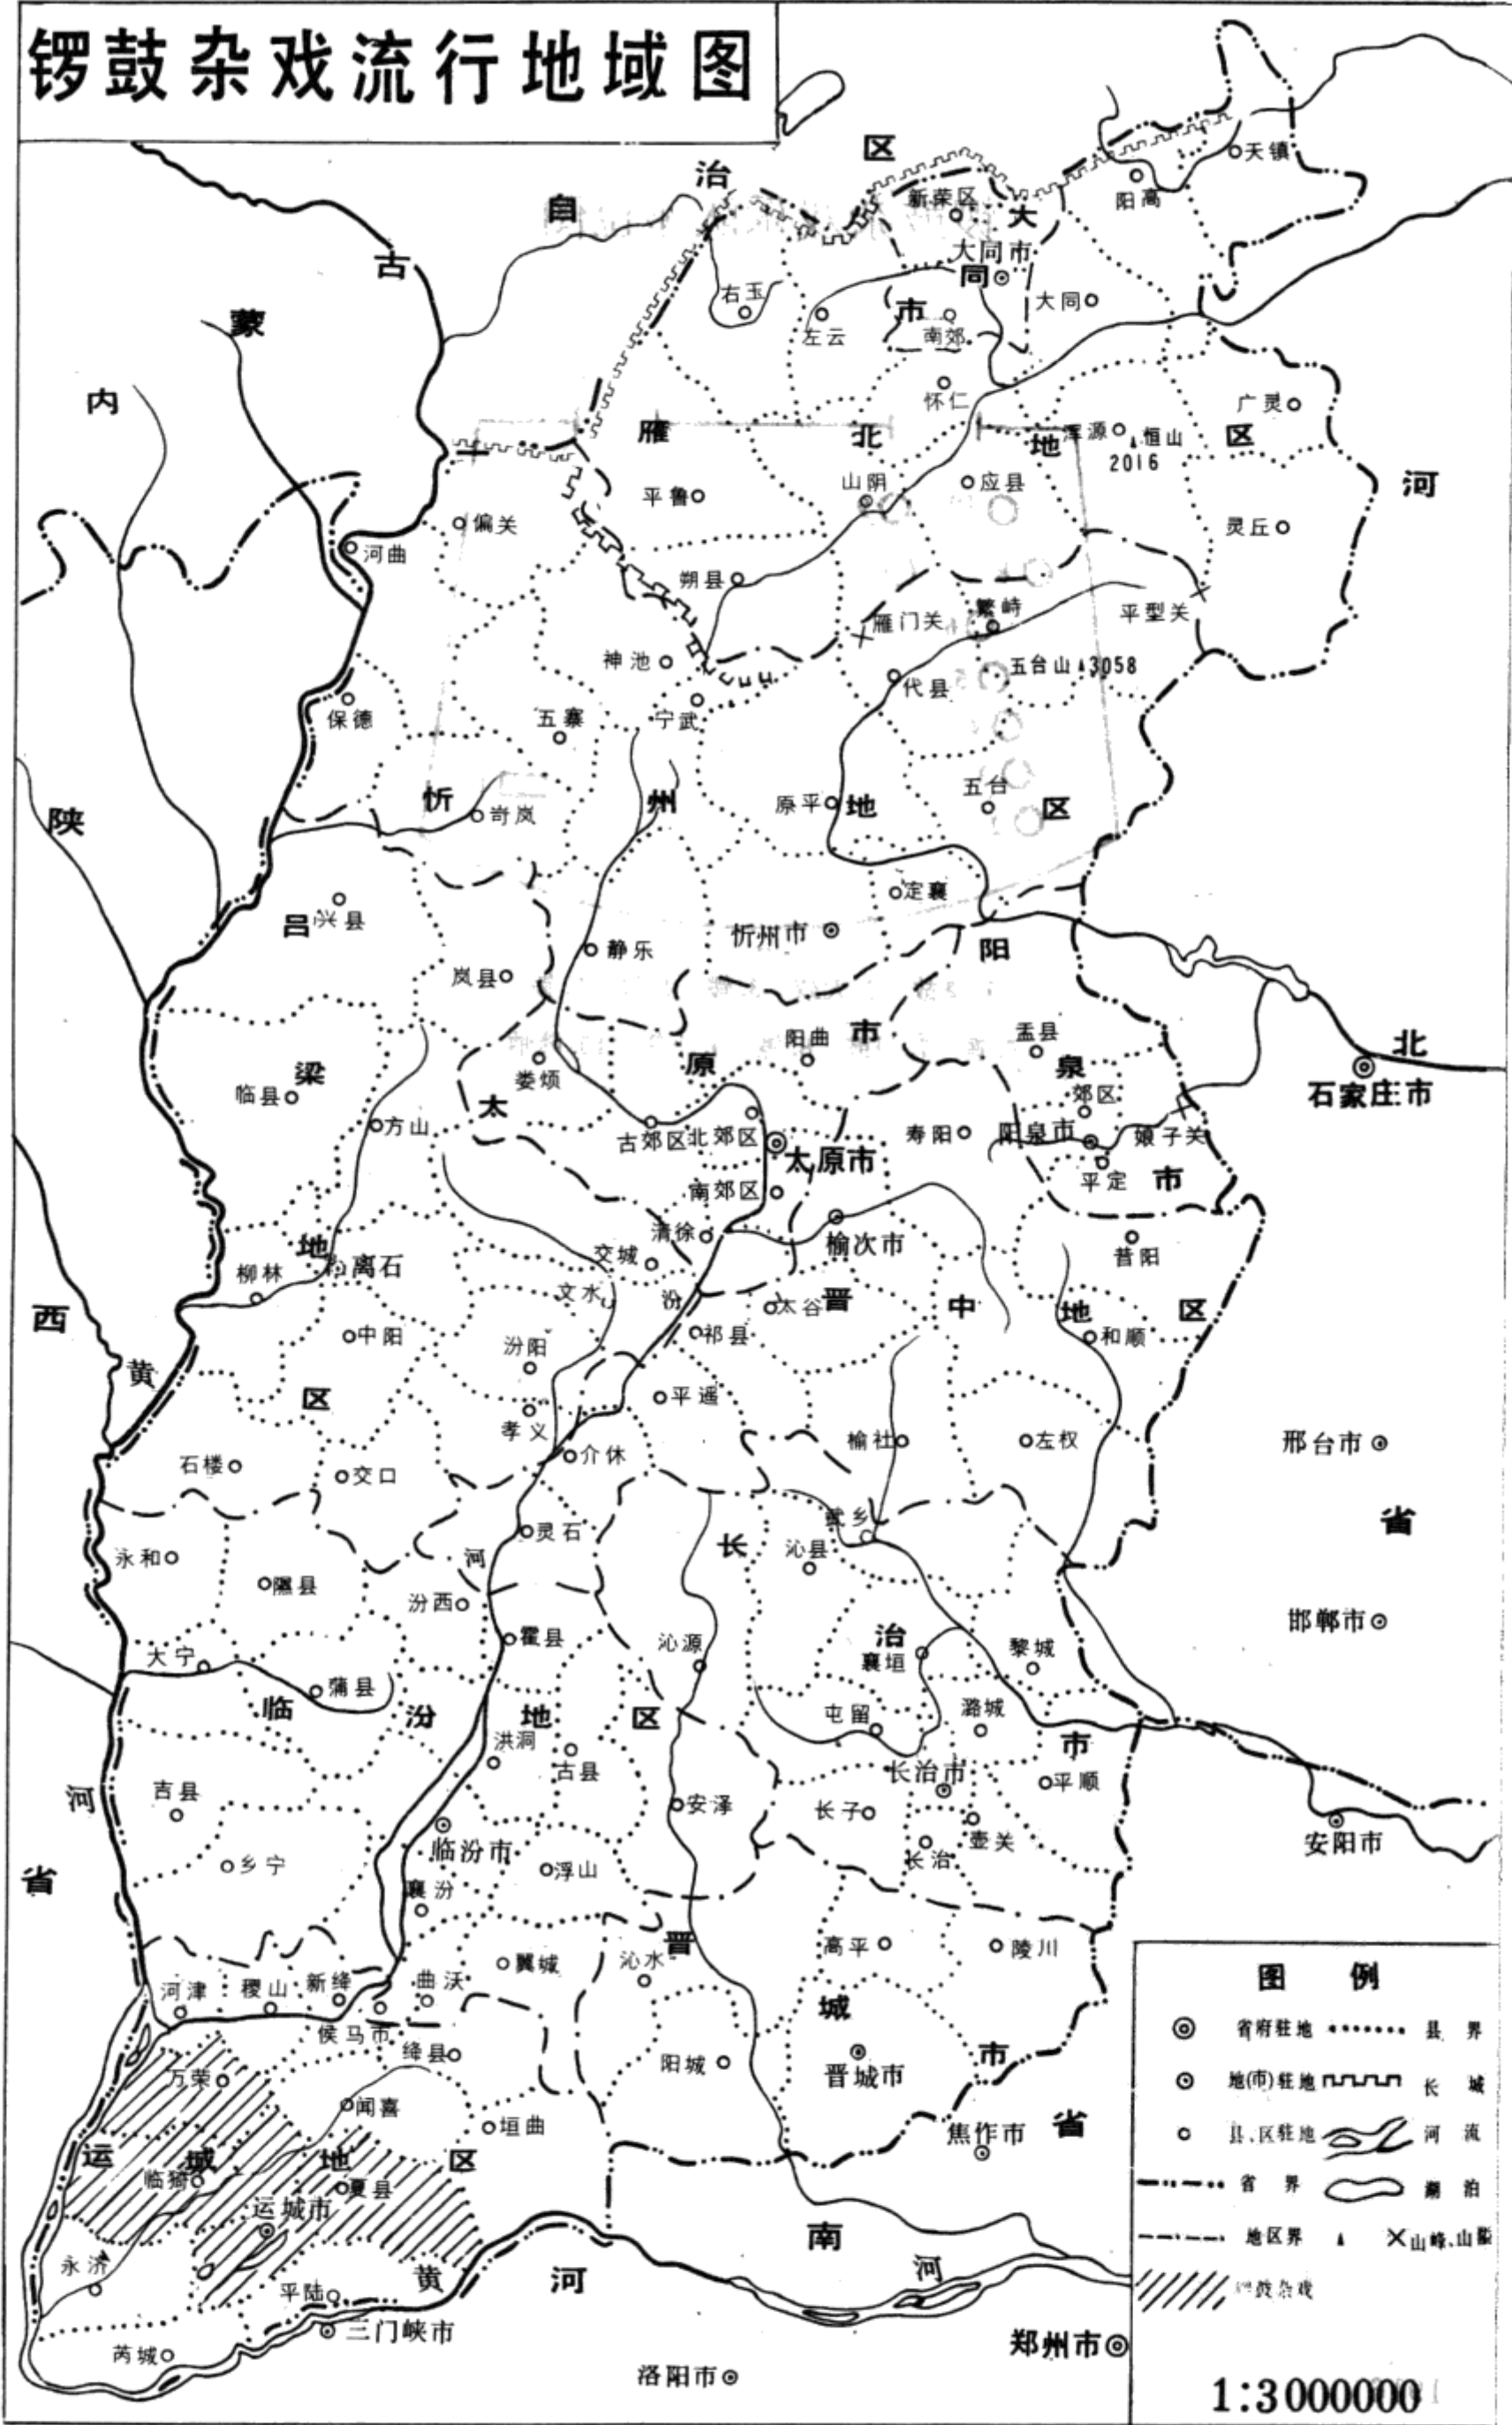 锣鼓杂戏流行地域图
内蒙古自治区
天镇
阳高
新荣区
大同市
大同市
右玉
左云
南郊
大同
怀仁
广灵
雁北地区
浑源
恒山
2016
平鲁
山阴
应县
灵丘
河北省
偏关
河曲
朔县
雁门关
繁峙
平型关
神池
代县
五台山
3058
保德
五寨
宁武
忻州地区
岢岚
原平
五台
陕西省
定襄
兴县
吕梁地区
静乐
忻州市
岚县
阳泉市
阳曲
盂县
太原市
娄烦
石家庄市
临县
郊区
方山
古郊区
北郊区
太原市
寿阳
阳泉市
娘子关
平定
南郊区
清徐
榆次市
昔阳
柳林
离石
交城
文水
汾河
太谷
晋中地区
祁县
和顺
中阳
汾阳
黄河
平遥
孝义
介休
榆社
左权
邢台市
石楼
交口
灵石
武乡
长治市
沁县
永和
隰县
汾西
邯郸市
霍县
沁源
襄垣
黎城
大宁
蒲县
临汾地区
屯留
潞城
洪洞
古县
长治市
平顺
吉县
安泽
长子
壶关
长治
安阳市
临汾市
浮山
乡宁
襄汾
晋城市
高平
陵川
翼城
沁水
河津
稷山
新绛
曲沃
侯马市
绛县
阳城
晋城市
万荣
闻喜
垣曲
焦作市
运城地区
临猗
夏县
运城市
河南省
永济
平陆
黄河
三门峡市
芮城
洛阳市
郑州市
图例
省府驻地
县界
地(市)驻地
长城
县、区驻地
河流
省界
湖泊
地区界
山峰、山隘
鼓杂戏
1:3000000